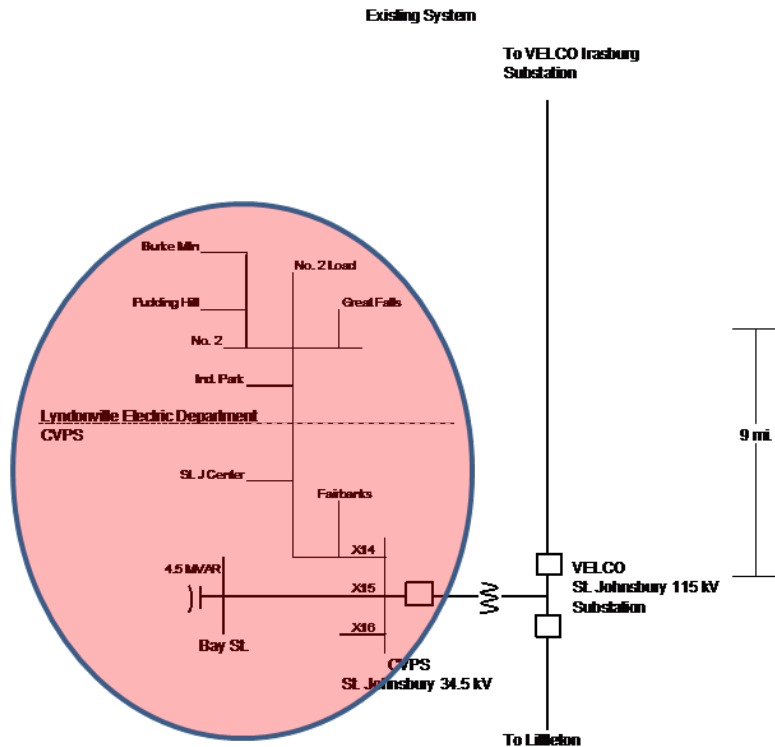 Existing System
To VELCO Irasburg
Substation
Burke Mtn
No. 2 Load
Pudding Hill
Great Falls
No. 2
Ind. Park
Lyndonville Electric Department
CVPS
9 mi.
St. J Center
Fairbanks
X14
4.5 MVAR
X15
VELCO
St. Johnsbury 115 kV
Substation
X16
Bay St.
CVPS
St. Johnsbury 34.5 kV
To Littleton